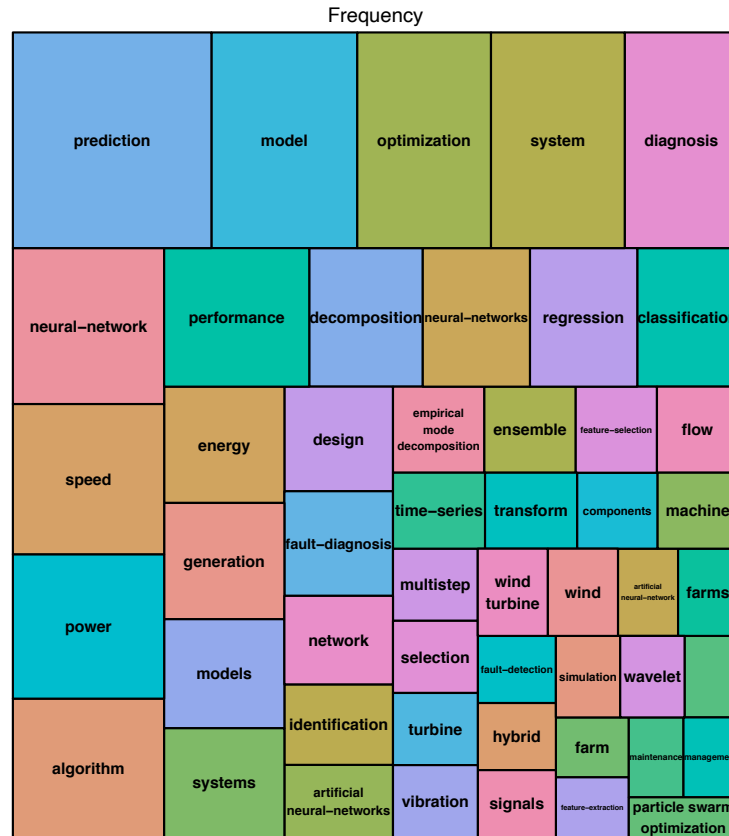 Frequency
prediction
model
optimization
system
diagnosis
neural−network
performance
decomposition
neural−networks
regression
classificatio
speed
energy
design
empirical
mode
decomposition
ensemble
feature−selection
flow
time−series
transform
components
machine
generation
fault−diagnosis
multistep
wind
turbine
wind
artificial
neural−network
farms
power
models
network
selection
fault−detection
simulation
wavelet
algorithm
systems
identification
turbine
hybrid
farm
maintenance
managemen
artificial
neural−networks
vibration
signals
feature−extraction
particle swarm
optimization